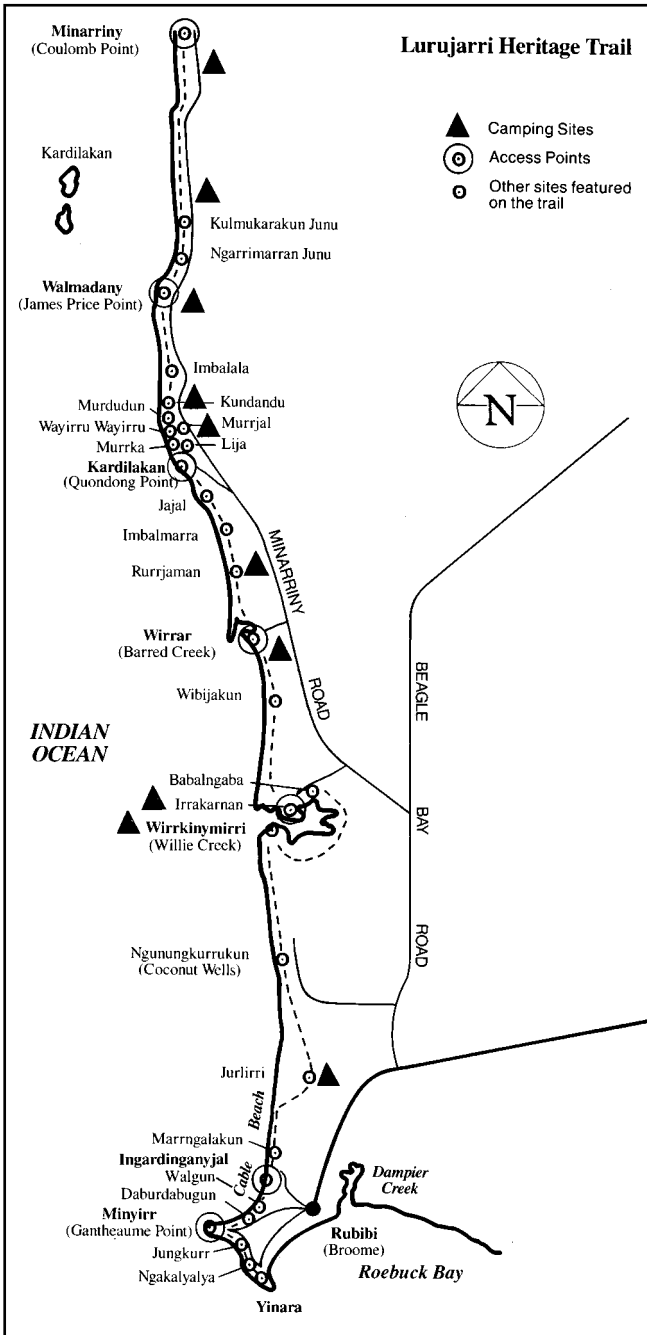 Lurujarri Heritage Trail
Camping Sites
Access Points
Other sites featured
on the trail
N
Minarriny
(Coulomb Point)
Kardilakan
Kulmukarakun Junu
Ngarrimarran Junu
Walmadany
(James Price Point)
Imbalala
Kundandu
Murdudun
Murrjal
Wayirru Wayirru
Murrka
Lija
Kardilakan
(Quondong Point)
Jajal
Imbalmarra
Rurrjaman
MINARRINY
ROAD
Wirrar
(Barred Creek)
Wibijakun
BEAGLE
BAY
ROAD
INDIAN
OCEAN
Babalngaba
Irrakarnan
Wirrkinymirri
(Willie Creek)
Ngunungkurrukun
(Coconut Wells)
Jurlirri
Cable Beach
Marrngalakun
Ingardinganyjal
Walgun
Daburdabugun
Minyirr
(Gantheaume Point)
Jungkurr
Ngakalyalya
Yinara
Dampier
Creek
Rubibi
(Broome)
Roebuck Bay